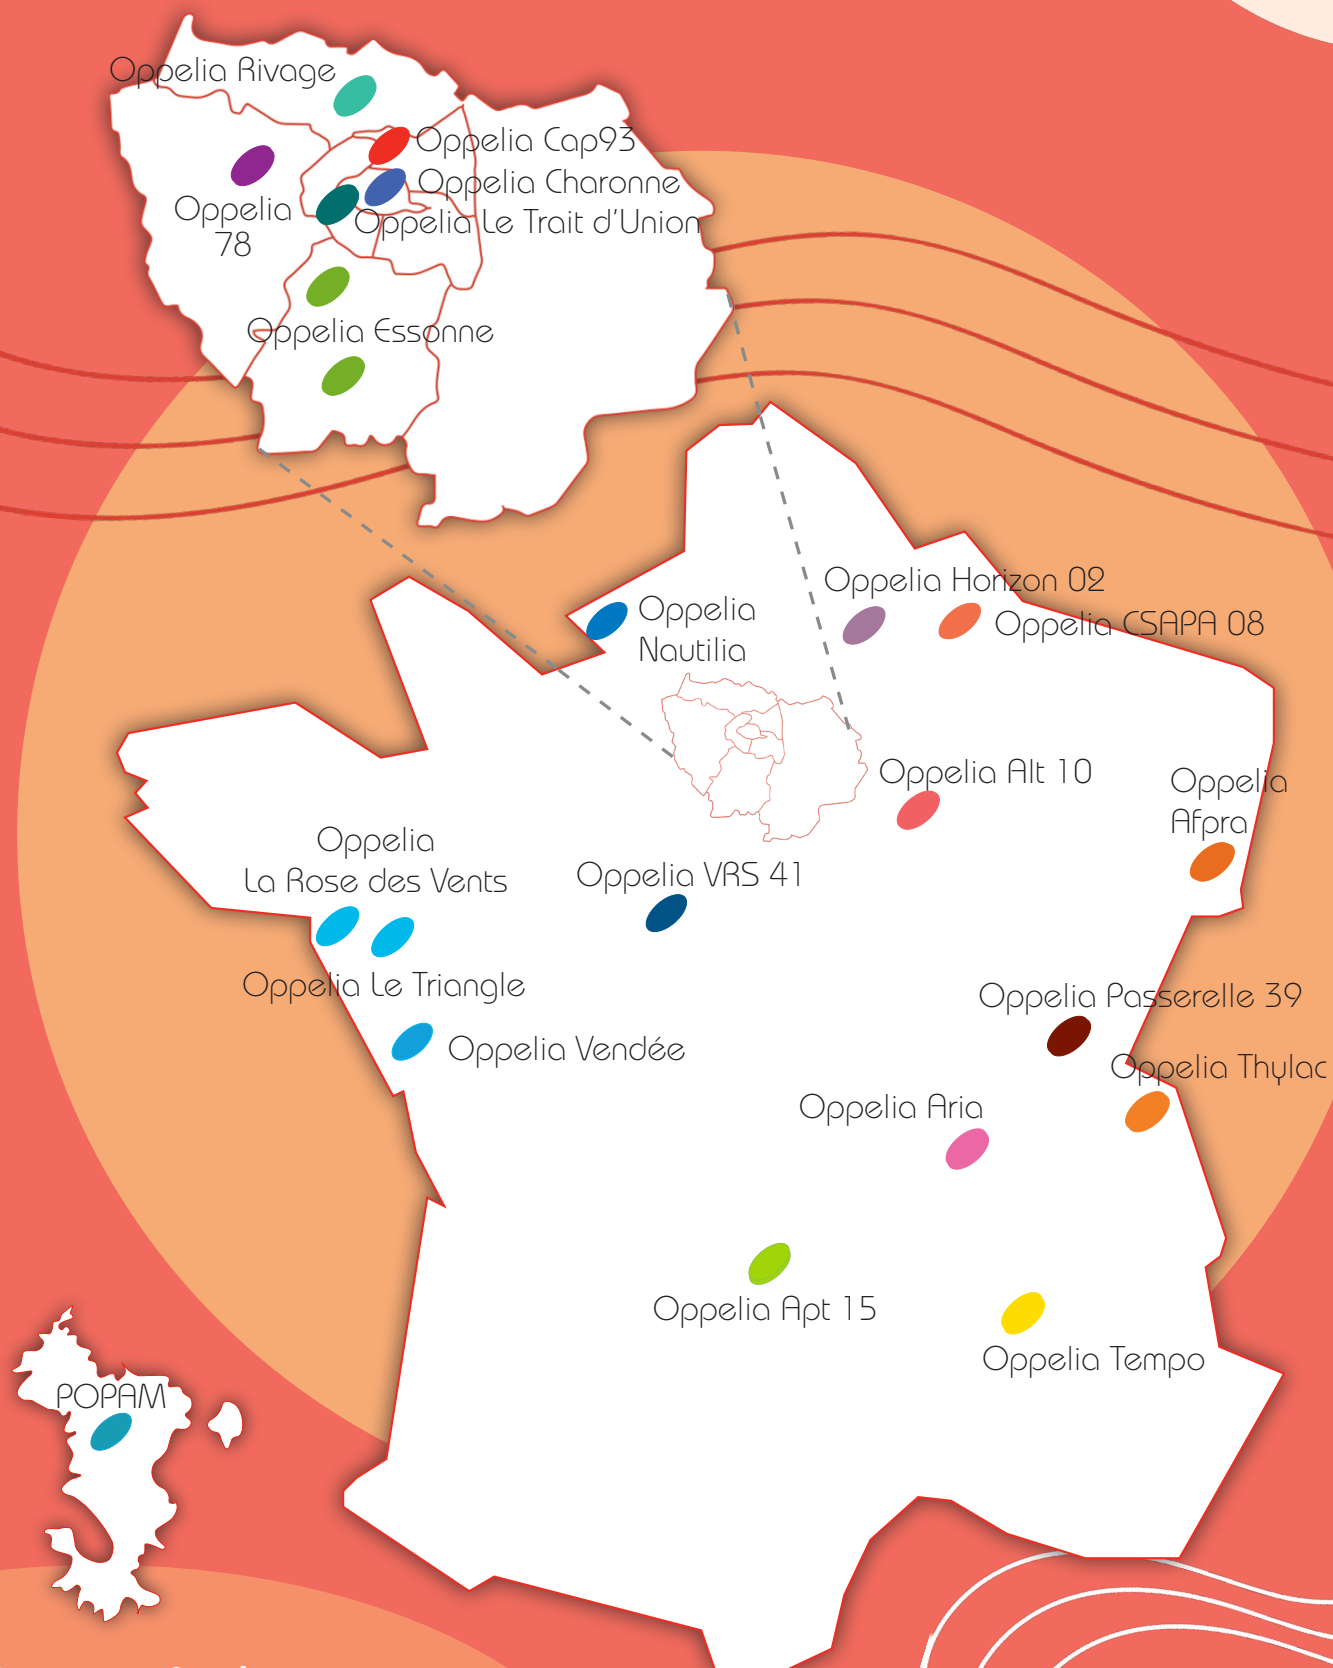 Oppelia Rivage
Oppelia Cap93
Oppelia Charonne
Oppelia
78
Oppelia Le Trait d'Union
Oppelia Essonne
Oppelia Horizon 02
Oppelia
Nautilia
Oppelia CSAPA 08
Oppelia Alt 10
Oppelia
Afpra
Oppelia
La Rose des Vents
Oppelia VRS 41
Oppelia Le Triangle
Oppelia Passerelle 39
Oppelia Vendée
Oppelia Thylac
Oppelia Aria
Oppelia Apt 15
Oppelia Tempo
POPAM